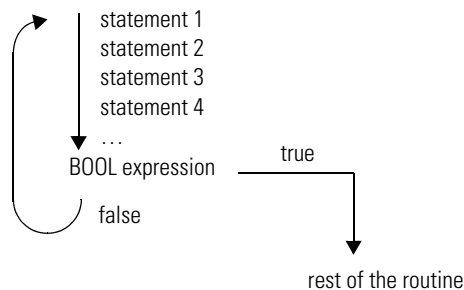 statement 1
statement 2
statement 3
statement 4
...
BOOL expression
true
false
rest of the routine